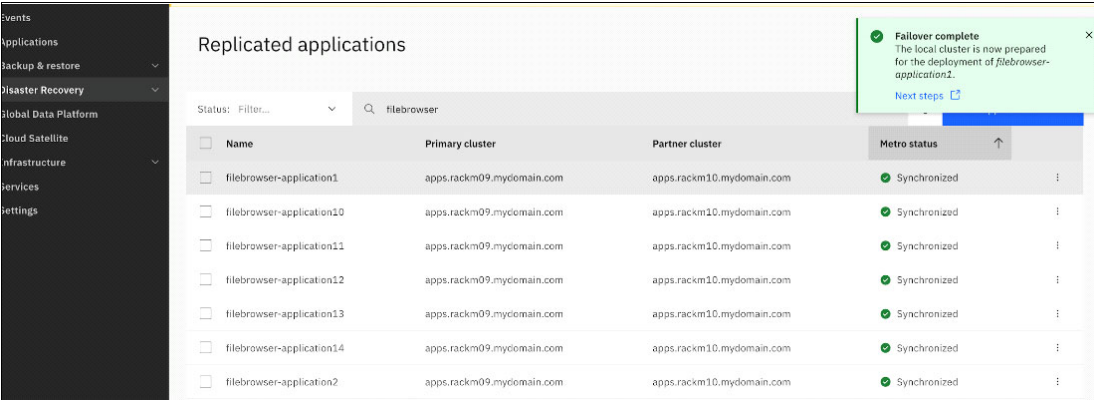 Events
Applications
Backup & restore
Disaster Recovery
Global Data Platform
Cloud Satellite
Infrastructure
Services
Settings
Replicated applications
Failover complete
The local cluster is now prepared
for the deployment of filebrowser-
application1.
Next steps
Status: Filter...
filebrowser
Name Primary cluster Partner cluster Metro status
filebrowser-application1 apps.rackm09.mydomain.com apps.rackm10.mydomain.com Synchronized
filebrowser-application10 apps.rackm09.mydomain.com apps.rackm10.mydomain.com Synchronized
filebrowser-application11 apps.rackm09.mydomain.com apps.rackm10.mydomain.com Synchronized
filebrowser-application12 apps.rackm09.mydomain.com apps.rackm10.mydomain.com Synchronized
filebrowser-application13 apps.rackm09.mydomain.com apps.rackm10.mydomain.com Synchronized
filebrowser-application14 apps.rackm09.mydomain.com apps.rackm10.mydomain.com Synchronized
filebrowser-application2 apps.rackm09.mydomain.com apps.rackm10.mydomain.com Synchronized